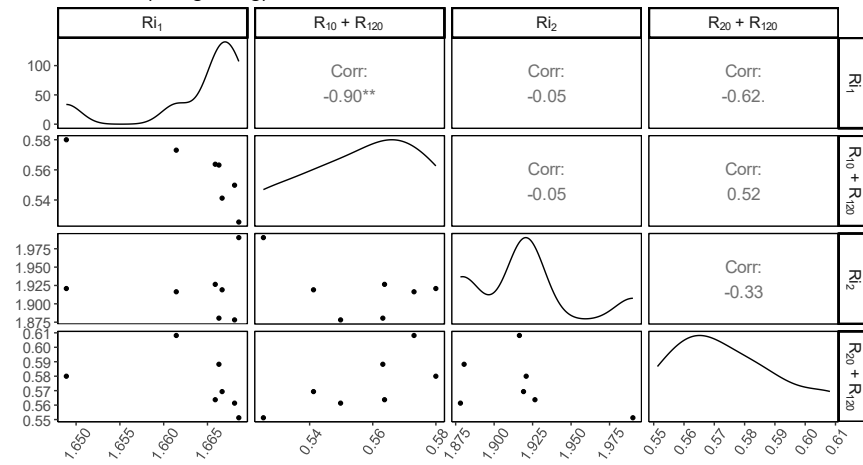 Ri₁ R₁₀ + R₁₂₀ Ri₂ R₂₀ + R₁₂₀
100
50
0
Corr:
-0.90**
Corr:
-0.05
Corr:
-0.62.
Ri₁
0.58
0.56
0.54
Corr:
-0.05
Corr:
0.52
R₁₀ + R₁₂₀
1.975
1.950
1.925
1.900
1.875
Corr:
-0.33
Ri₂
0.61
0.60
0.59
0.58
0.57
0.56
0.55
R₂₀ + R₁₂₀
1.650 1.655 1.660 1.665 0.54 0.56 0.58 1.875 1.900 1.925 1.950 1.975 0.55 0.56 0.57 0.58 0.59 0.60 0.61